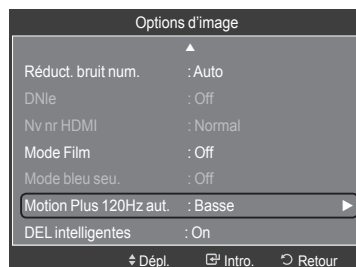 Options d’image
▲
Réduct. bruit num. : Auto
DNIe : Off
Nv nr HDMI : Normal
Mode Film : Off
Mode bleu seu. : Off
Motion Plus 120Hz aut. : Basse ►
DEL intelligentes : On
Dépl. Intro. Retour